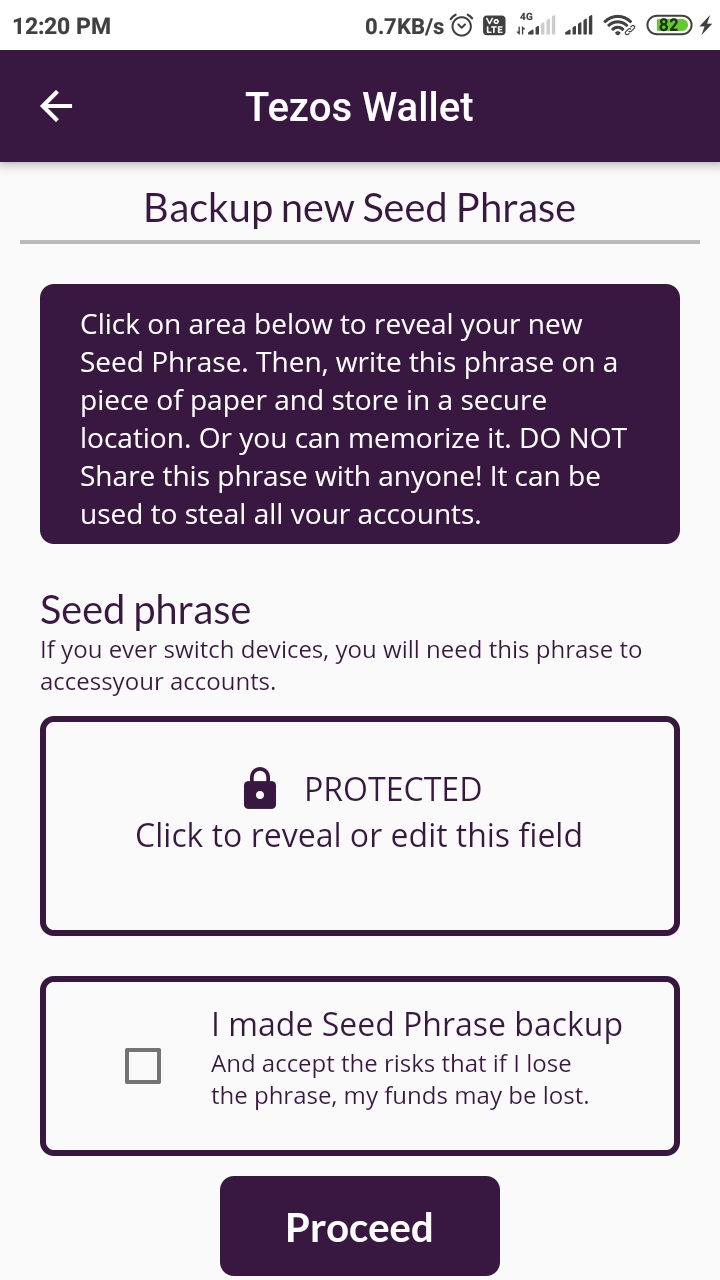 12:20 PM 0.7KB/s Vo LTE 4G 82
Tezos Wallet
Backup new Seed Phrase
Click on area below to reveal your new
Seed Phrase. Then, write this phrase on a
piece of paper and store in a secure
location. Or you can memorize it. DO NOT
Share this phrase with anyone! It can be
used to steal all your accounts.
Seed phrase
If you ever switch devices, you will need this phrase to
accessyour accounts.
PROTECTED
Click to reveal or edit this field
I made Seed Phrase backup
And accept the risks that if I lose
the phrase, my funds may be lost.
Proceed